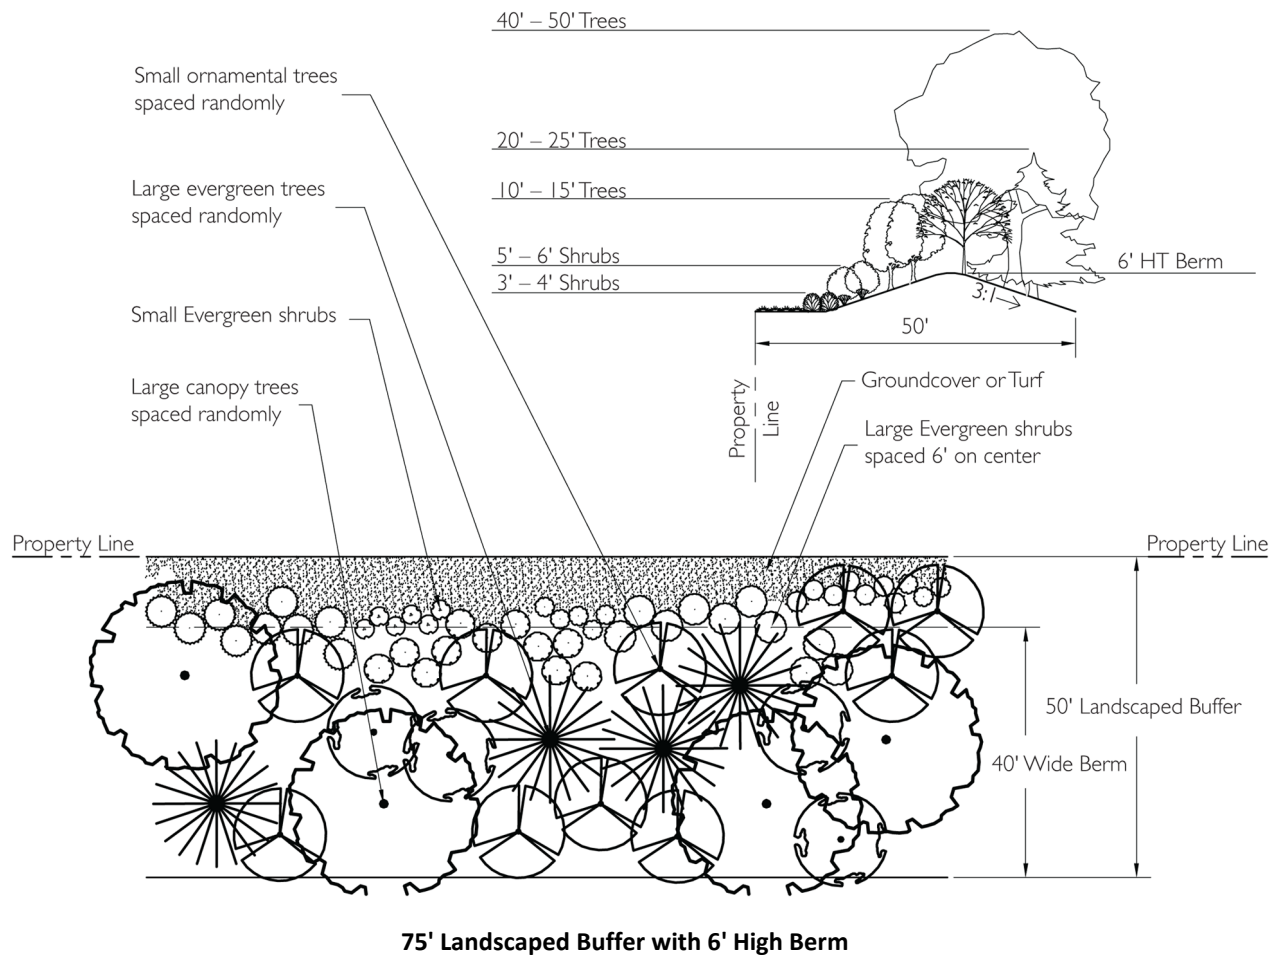 40' – 50' Trees
Small ornamental trees
spaced randomly
20' – 25' Trees
Large evergreen trees
spaced randomly
10' – 15' Trees
5' – 6' Shrubs
3' – 4' Shrubs
6' HT Berm
3:1
Small Evergreen shrubs
50'
Large canopy trees
spaced randomly
Property
Line
Groundcover or Turf
Large Evergreen shrubs
spaced 6' on center
Property Line
Property Line
50' Landscaped Buffer
40' Wide Berm
75' Landscaped Buffer with 6' High Berm